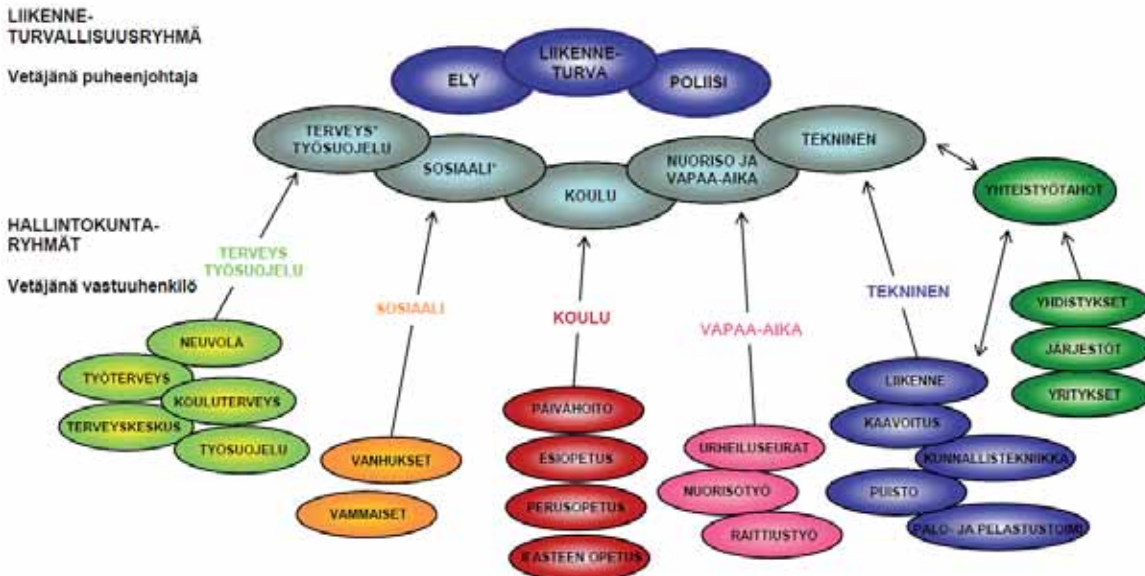 LIIKENNE-
TURVALLISUUSRYHMÄ
Vetäjänä puheenjohtaja
ELY
LIIKENNE-
TURVA
POLIISI
TERVEYS*
TYÖSUOJELU
SOSIAALI*
KOULU
NUORISO JA
VAPAA-AIKA
TEKNINEN
YHTEISTYÖTAHOT
HALLINTOKUNTA-
RYHMÄT
Vetäjänä vastuuhenkilö
TERVEYS
TYÖSUOJELU
SOSIAALI
KOULU
VAPAA-AIKA
TEKNINEN
NEUVOLA
TYÖTERVEYS
KOULUTERVEYS
TERVEYSKESKUS
TYÖSUOJELU
VANHUKSET
VAMMAISET
PÄIVÄHOITO
ESIOPETUS
PERUSOPETUS
II ASTEEN OPETUS
URHEILUSEURAT
NUORISOTYÖ
RAITTIUSTYÖ
LIIKENNE
KAAVOITUS
KUNNALLISTEKNIIKKA
PUISTO
PALO- JA PELASTUSTOIMI
YHDISTYKSET
JÄRJESTÖT
YRITYKSET